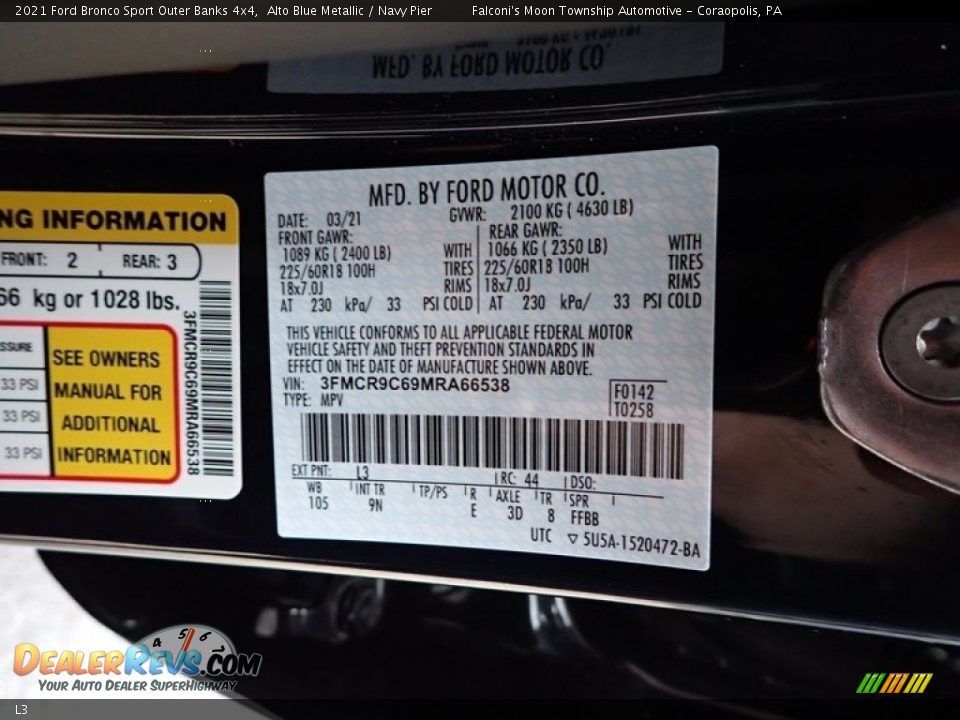 2021 Ford Bronco Sport Outer Banks 4x4, Alto Blue Metallic / Navy Pier Falconi's Moon Township Automotive - Coraopolis, PA
MFD. BY FORD MOTOR CO.
NG INFORMATION
FRONT: 2 REAR: 3
66 kg or 1028 lbs.
SSURE
33 PSI
33 PSI
33 PSI
SEE OWNERS
MANUAL FOR
ADDITIONAL
INFORMATION
3FMCR9C69MRA66538
MFD. BY FORD MOTOR CO.
DATE: 03/21 GVWR: 2100 KG ( 4630 LB)
FRONT GAWR: REAR GAWR:
1089 KG ( 2400 LB) WITH 1066 KG ( 2350 LB) WITH
225/60R18 100H TIRES 225/60R18 100H TIRES
18x7.0J RIMS 18x7.0J RIMS
AT 230 kPa/ 33 PSI COLD AT 230 kPa/ 33 PSI COLD
THIS VEHICLE CONFORMS TO ALL APPLICABLE FEDERAL MOTOR
VEHICLE SAFETY AND THEFT PREVENTION STANDARDS IN
EFFECT ON THE DATE OF MANUFACTURE SHOWN ABOVE.
VIN: 3FMCR9C69MRA66538
TYPE: MPV
F0142
T0258
EXT PNT: L3 RC: 44 DSO:
WB INT TR TP/PS R AXLE TR SPR
105 9N E 3D 8 FFBB
UTC ▽ 5U5A-1520472-BA
4 5 6
DealerRevs.com
Your Auto Dealer SuperHighway
L3